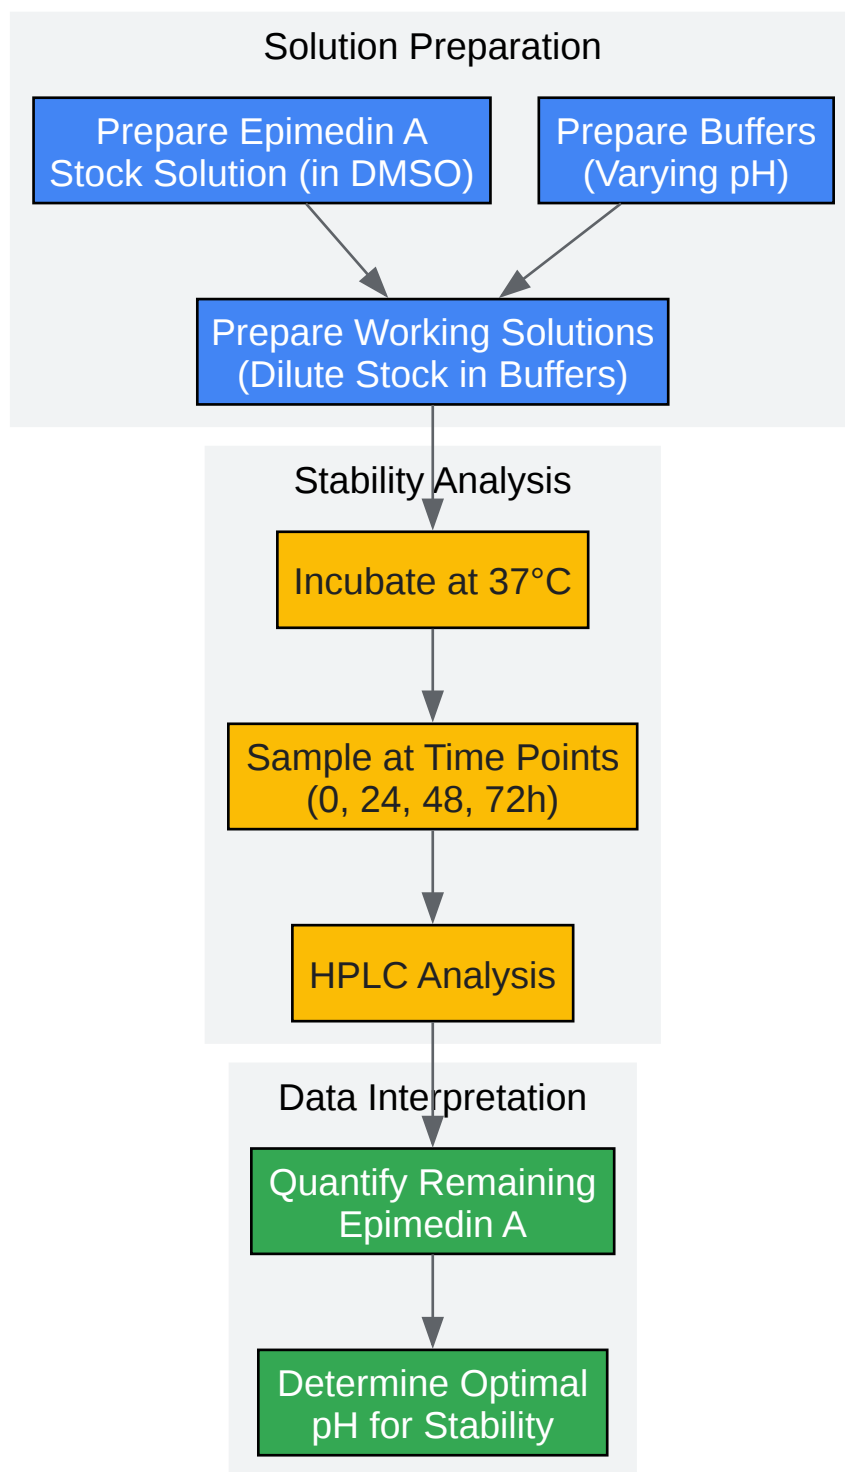 Solution Preparation
Prepare Epimedin A
Stock Solution (in DMSO)
Prepare Buffers
(Varying pH)
Prepare Working Solutions
(Dilute Stock in Buffers)
Stability Analysis
Incubate at 37°C
Sample at Time Points
(0, 24, 48, 72h)
HPLC Analysis
Data Interpretation
Quantify Remaining
Epimedin A
Determine Optimal
pH for Stability